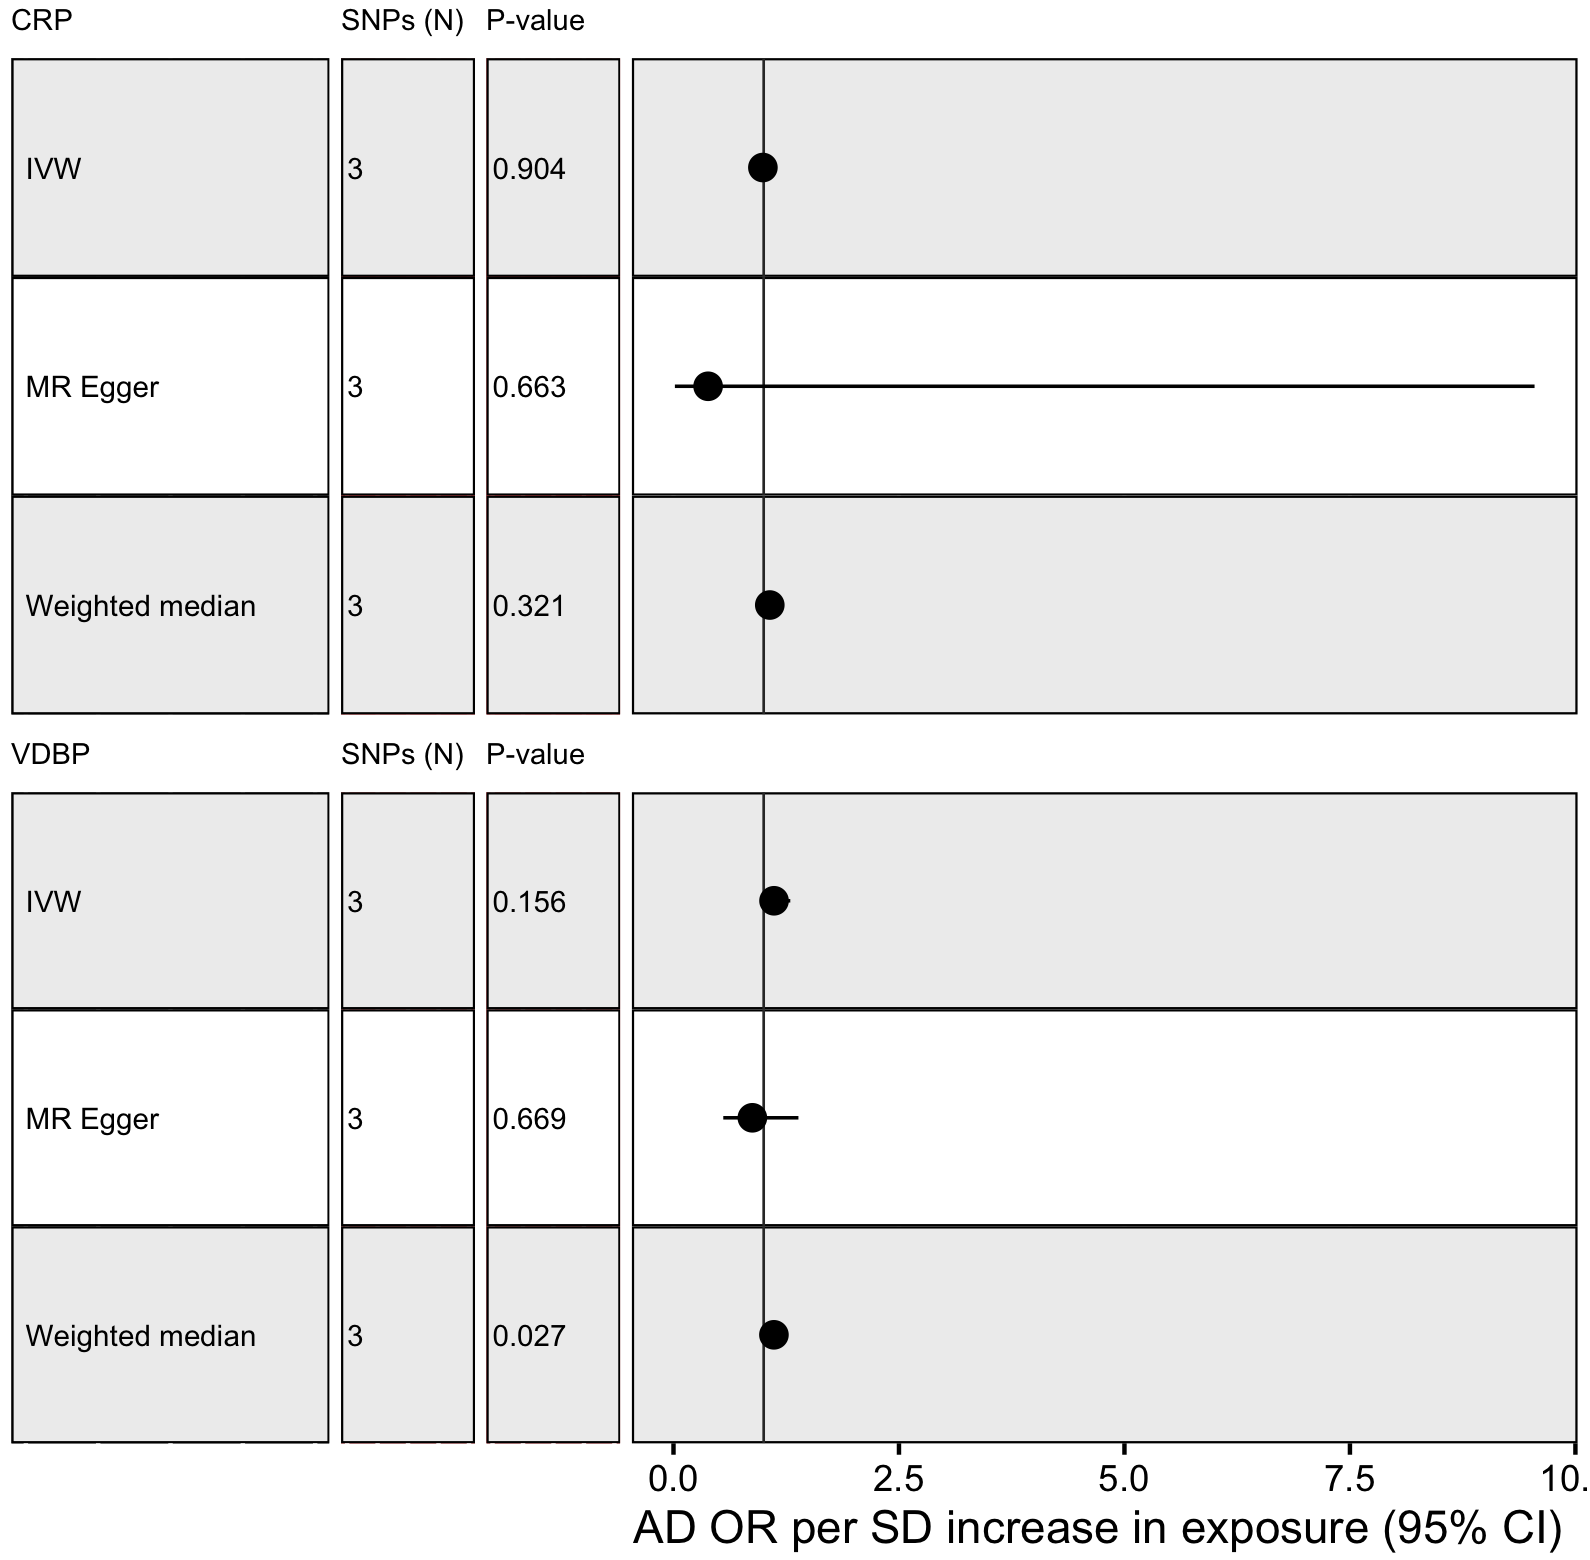 CRP SNPs (N) P-value
IVW 3 0.904
MR Egger 3 0.663
Weighted median 3 0.321
VDBP SNPs (N) P-value
IVW 3 0.156
MR Egger 3 0.669
Weighted median 3 0.027
0.0 2.5 5.0 7.5 10.
AD OR per SD increase in exposure (95% CI)